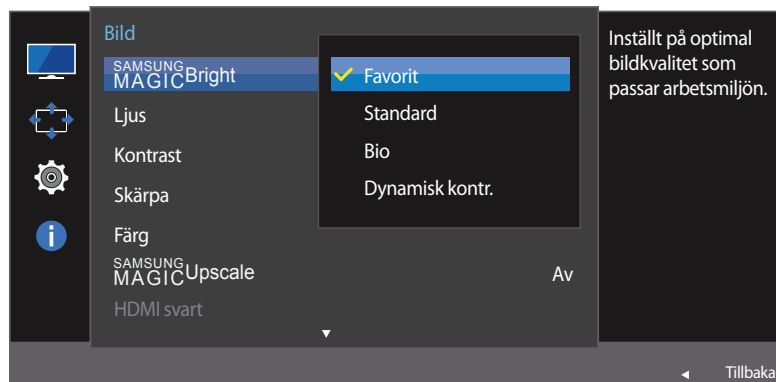 Bild
SAMSUNG
MAGICBright
Ljus
Kontrast
Skärpa
Färg
SAMSUNG
MAGICUpscale Av
HDMI svart
Favorit
Standard
Bio
Dynamisk kontr.
Inställt på optimal
bildkvalitet som
passar arbetsmiljön.
Tillbaka